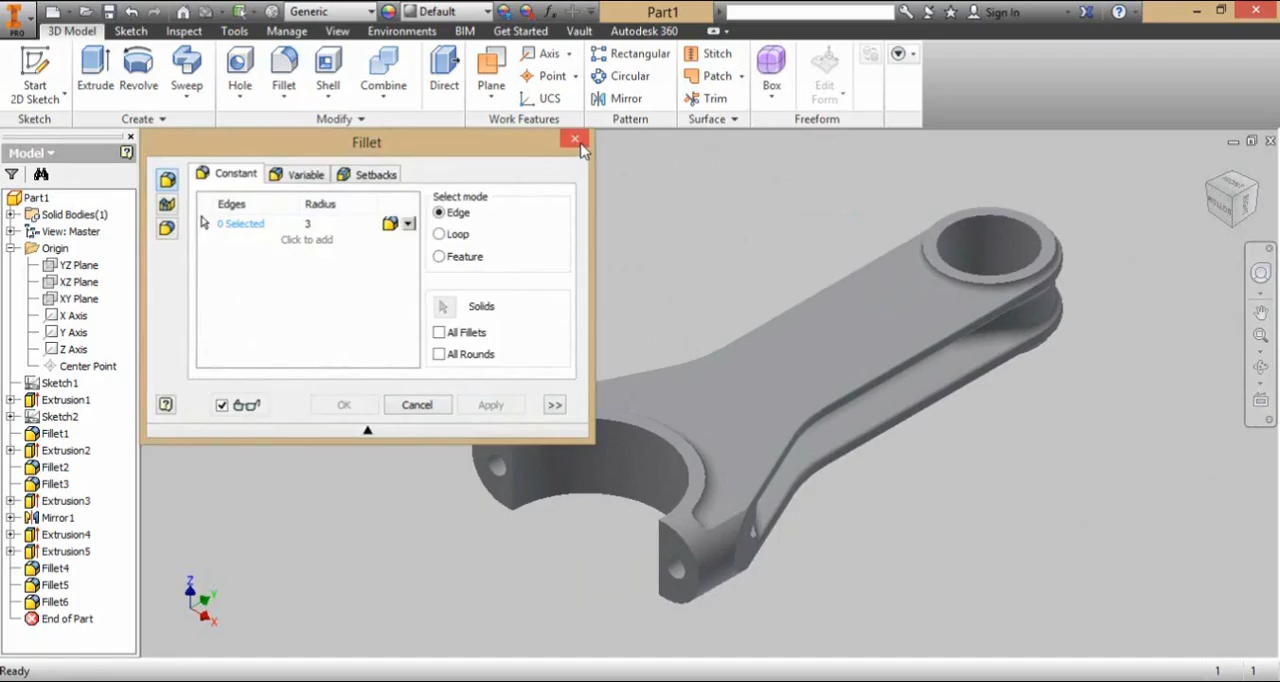 PRO
Generic
Default
fx
Part1
Sign In
?
3D Model
Sketch
Inspect
Tools
Manage
View
Environments
BIM
Get Started
Vault
Autodesk 360
Start
2D Sketch
Extrude
Revolve
Sweep
Hole
Fillet
Shell
Combine
Direct
Plane
Axis
Point
UCS
Rectangular
Circular
Mirror
Stitch
Patch
Trim
Box
Edit
Form
Sketch
Create
Modify
Work Features
Pattern
Surface
Freeform
Model
?
Part1
Solid Bodies(1)
View: Master
Origin
YZ Plane
XZ Plane
XY Plane
X Axis
Y Axis
Z Axis
Center Point
Sketch1
Extrusion1
Sketch2
Fillet1
Extrusion2
Fillet2
Fillet3
Extrusion3
Mirror1
Extrusion4
Extrusion5
Fillet4
Fillet5
Fillet6
End of Part
Fillet
Constant
Variable
Setbacks
Edges
Radius
0 Selected
3
Click to add
Select mode
Edge
Loop
Feature
Solids
All Fillets
All Rounds
?
OK
Cancel
Apply
>>
Z
Y
X
Ready
1
1